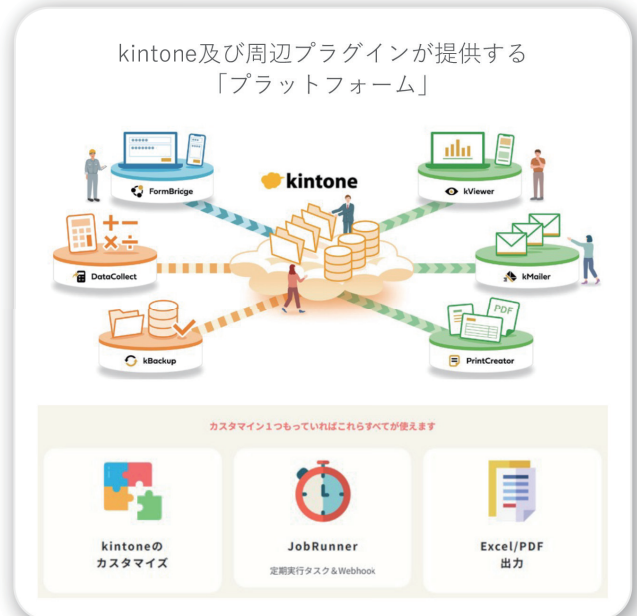 kintone及び周辺プラグインが提供する
「プラットフォーム」
FormBridge
kintone
kViewer
DataCollect
kMailer
kBackup
PDF
PrintCreator
カスタマイン1つもっていればこれらすべてが使えます
kintoneの
カスタマイズ
JobRunner
定期実行タスク&Webhook
Excel/PDF
出力